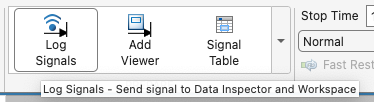 Log Signals
Add Viewer
Signal Table
Stop Time
Normal
Fast Rest
Log Signals - Send signal to Data Inspector and Workspace